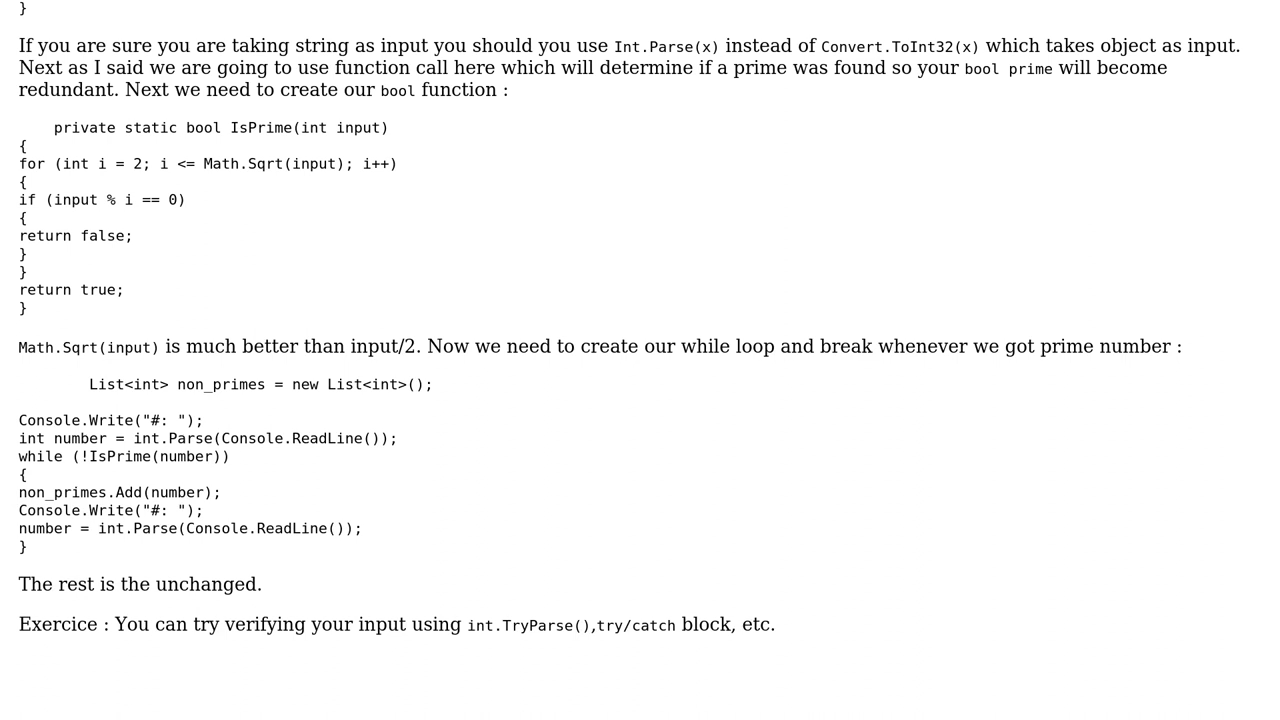 }
If you are sure you are taking string as input you should you use Int.Parse(x) instead of Convert.ToInt32(x) which takes object as input.
Next as I said we are going to use function call here which will determine if a prime was found so your bool prime will become
redundant. Next we need to create our bool function :
private static bool IsPrime(int input)
{
for (int i = 2; i <= Math.Sqrt(input); i++)
{
if (input % i == 0)
{
return false;
}
}
return true;
}
Math.Sqrt(input) is much better than input/2. Now we need to create our while loop and break whenever we got prime number :
List<int> non_primes = new List<int>();
Console.Write("#: ");
int number = int.Parse(Console.ReadLine());
while (!IsPrime(number))
{
non_primes.Add(number);
Console.Write("#: ");
number = int.Parse(Console.ReadLine());
}
The rest is the unchanged.
Exercice : You can try verifying your input using int.TryParse(),try/catch block, etc.